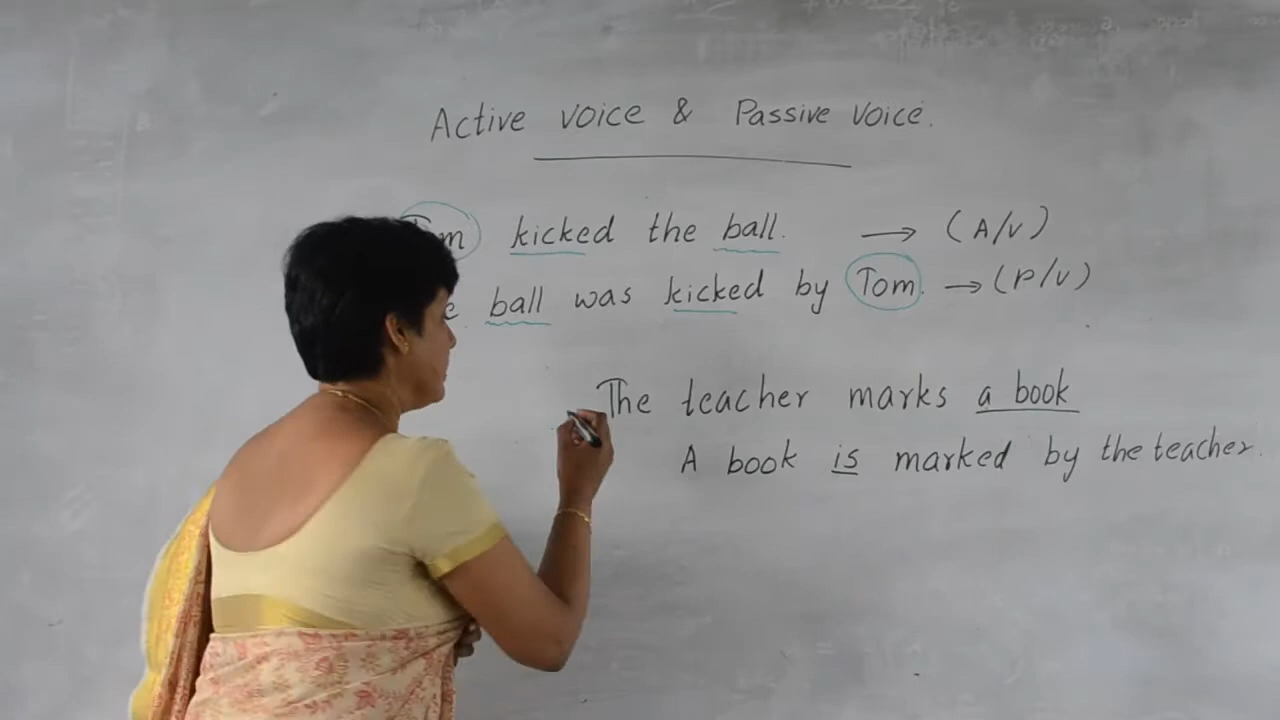 Active voice & Passive voice.
Tom kicked the ball. → (A/V)
ball was kicked by Tom. → (P/V)
The teacher marks a book
A book is marked by the teacher.